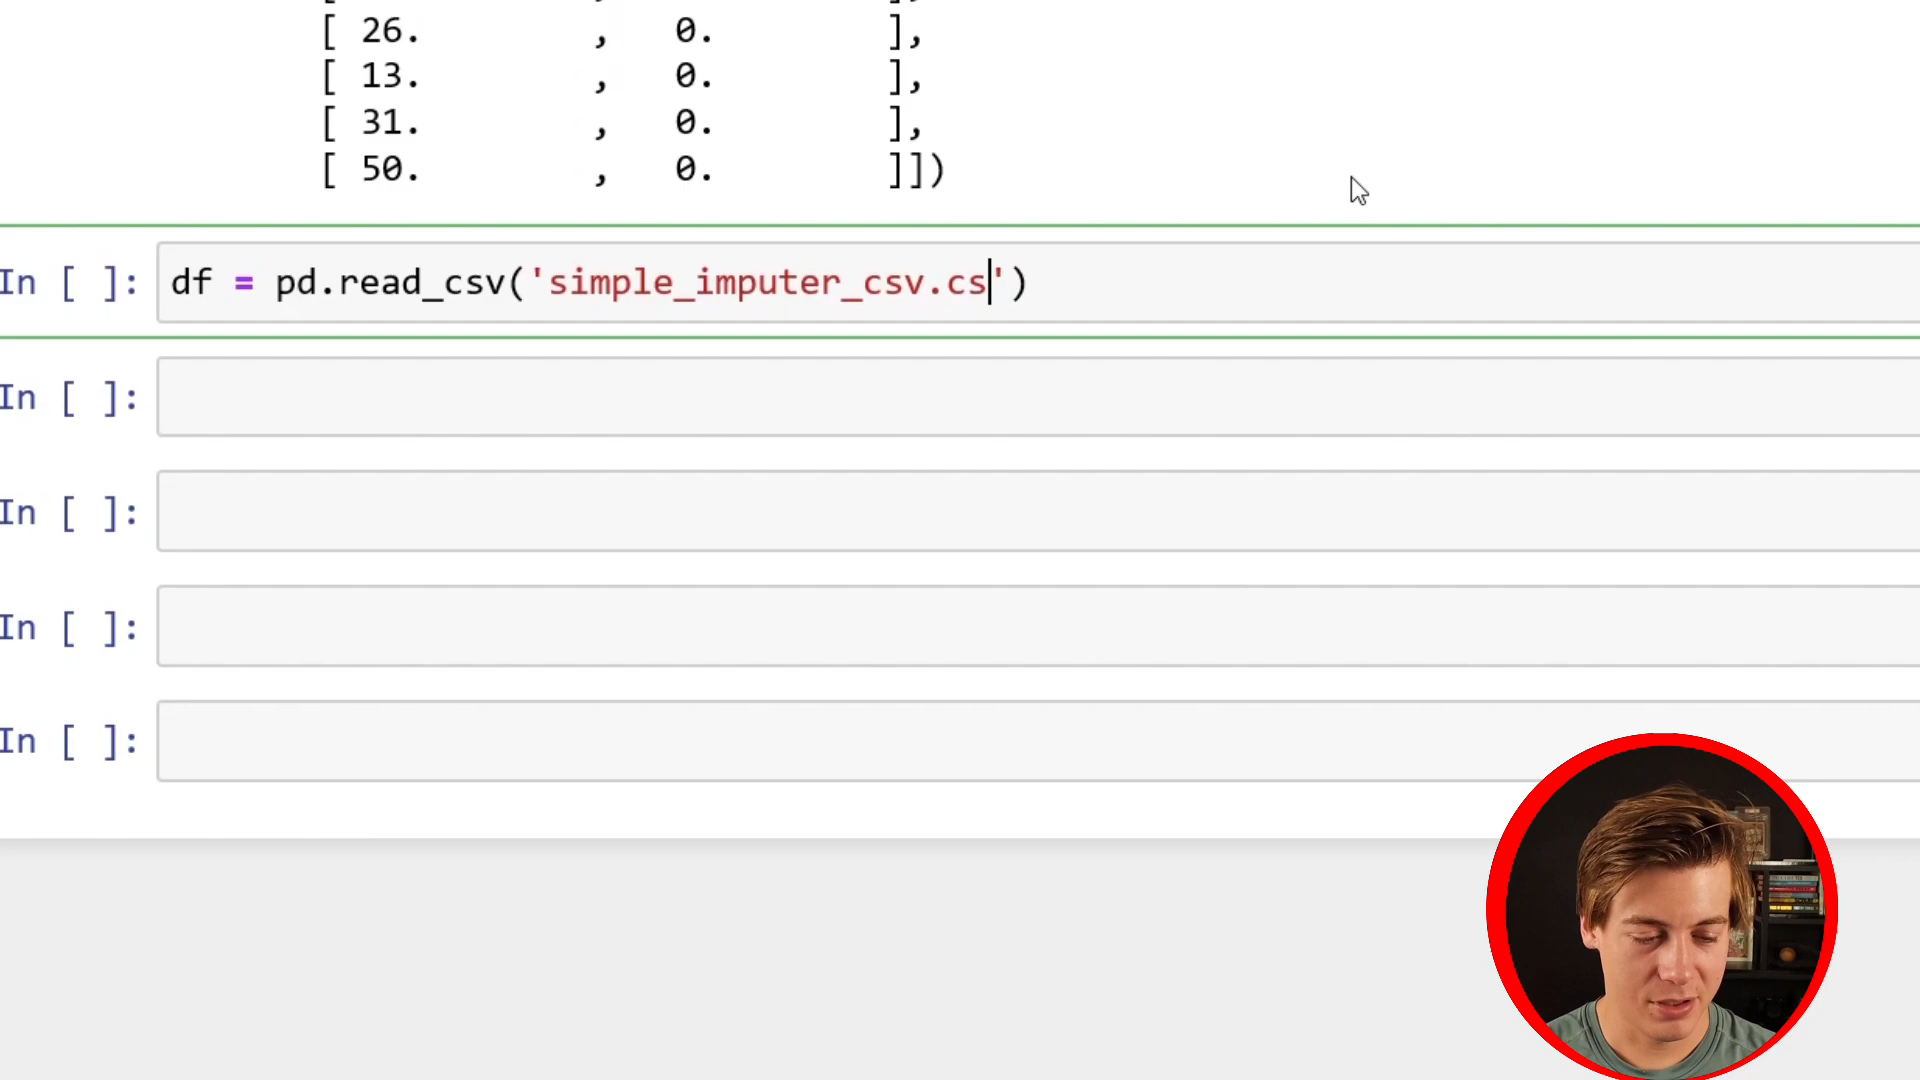 [ 26. , 0. ],
[ 13. , 0. ],
[ 31. , 0. ],
[ 50. , 0. ]])
In [ ]: df = pd.read_csv('simple_imputer_csv.cs')
In [ ]:
In [ ]:
In [ ]:
In [ ]: